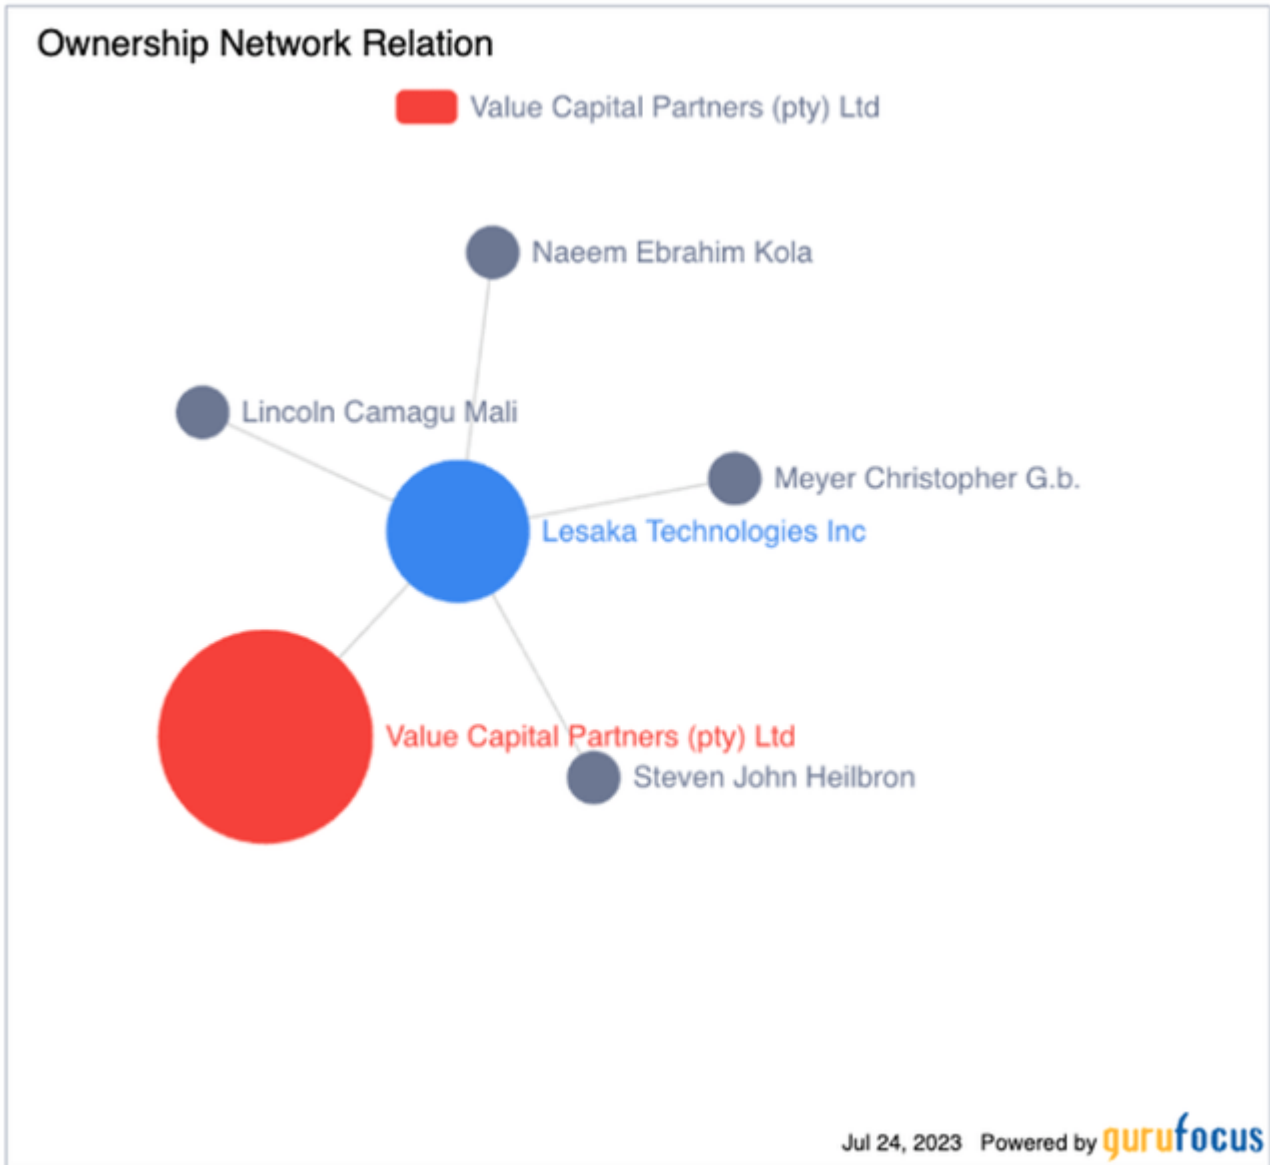 Ownership Network Relation
Value Capital Partners (pty) Ltd
Naeem Ebrahim Kola
Lincoln Camagu Mali
Meyer Christopher G.b.
Lesaka Technologies Inc
Value Capital Partners (pty) Ltd
Steven John Heilbron
Jul 24, 2023 Powered by gurufocus